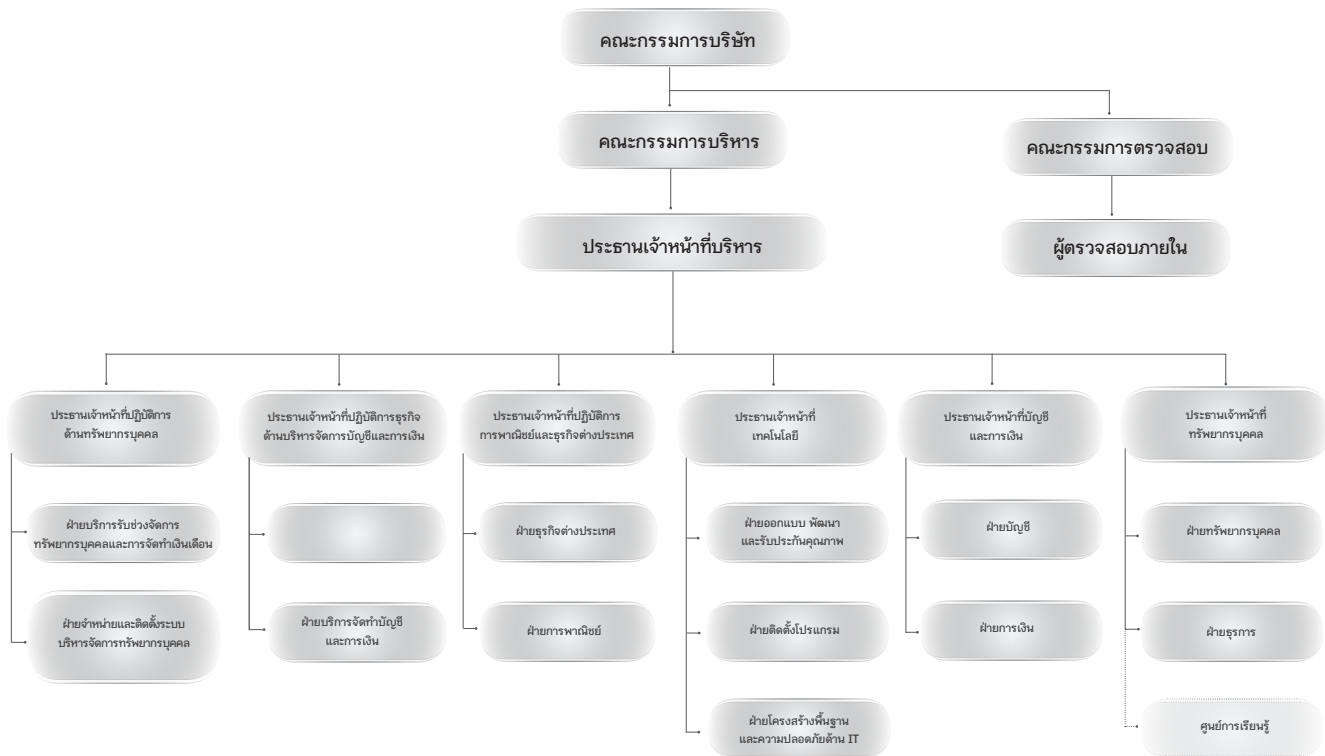 คณะกรรมการบริษัท
คณะกรรมการบริหาร
คณะกรรมการตรวจสอบ
ประธานเจ้าหน้าที่บริหาร
ผู้ตรวจสอบภายใน
ประธานเจ้าหน้าที่ปฏิบัติการ
ด้านทรัพยากรบุคคล
ประธานเจ้าหน้าที่ปฏิบัติการธุรกิจ
ด้านบริหารจัดการบัญชีและการเงิน
ประธานเจ้าหน้าที่ปฏิบัติการ
การพาณิชย์และธุรกิจต่างประเทศ
ประธานเจ้าหน้าที่
เทคโนโลยี
ประธานเจ้าหน้าที่บัญชี
และการเงิน
ประธานเจ้าหน้าที่
ทรัพยากรบุคคล
ฝ่ายบริการรับช่วงจัดการ
ทรัพยากรบุคคลและการจัดทำเงินเดือน
ฝ่ายธุรกิจต่างประเทศ
ฝ่ายออกแบบ พัฒนา
และรับประกันคุณภาพ
ฝ่ายบัญชี
ฝ่ายทรัพยากรบุคคล
ฝ่ายจำหน่ายและติดตั้งระบบ
บริหารจัดการทรัพยากรบุคคล
ฝ่ายบริการจัดทำบัญชี
และการเงิน
ฝ่ายการพาณิชย์
ฝ่ายติดตั้งโปรแกรม
ฝ่ายการเงิน
ฝ่ายธุรการ
ฝ่ายโครงสร้างพื้นฐาน
และความปลอดภัยด้าน IT
ศูนย์การเรียนรู้